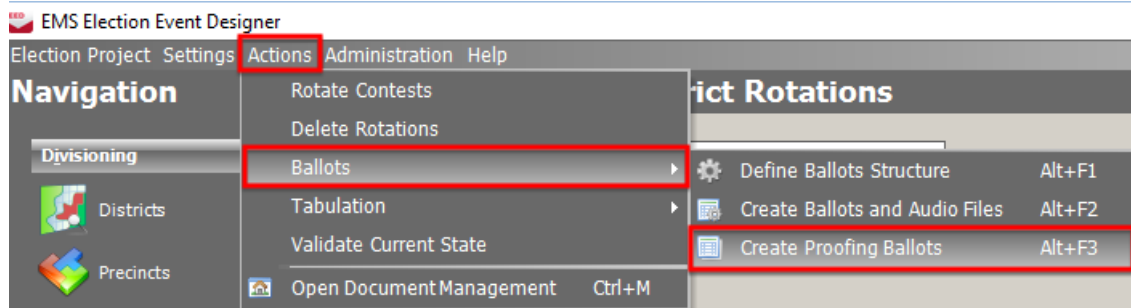 EMS Election Event Designer
Election Project Settings Actions Administration Help
Navigation
ict Rotations
Rotate Contests
Delete Rotations
Divisioning
Ballots
Define Ballots Structure Alt+F1
Districts
Tabulation
Create Ballots and Audio Files Alt+F2
Validate Current State
Create Proofing Ballots Alt+F3
Precincts
Open Document Management Ctrl+M